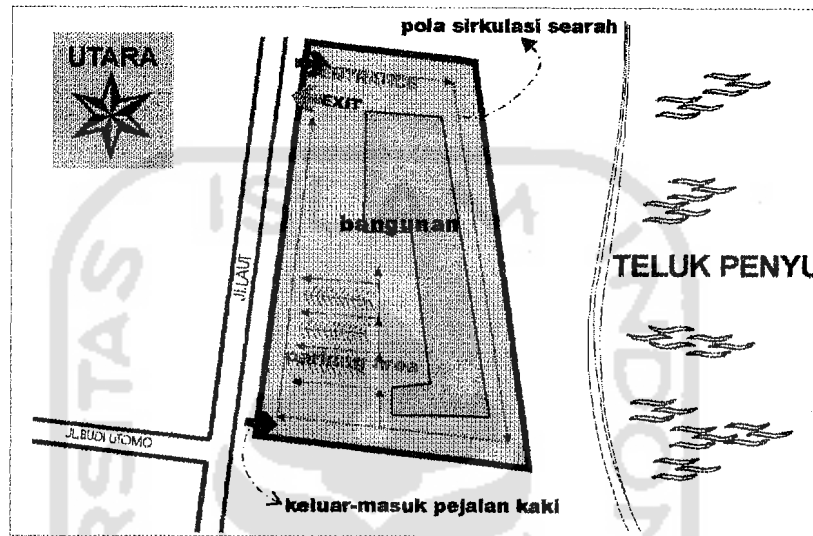 pola sirkulasi searah
UTARA
ENTRANCE
EXIT
bangunan
JL.LAUT
TELUK PENYU
parking Area
JL.BUDI UTOMO
keluar-masuk pejalan kaki